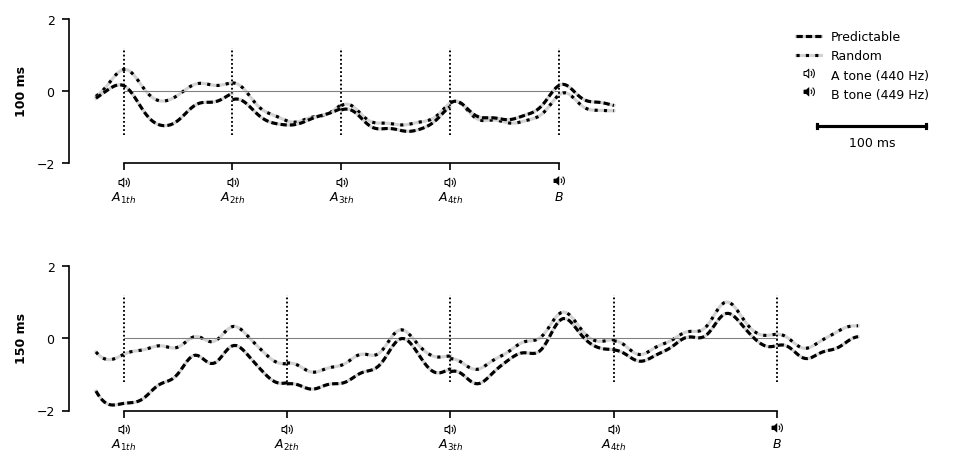 2
0
−2
100 ms
A1th A2th A3th A4th B
Predictable
Random
A tone (440 Hz)
B tone (449 Hz)
100 ms
2
0
−2
150 ms
A1th A2th A3th A4th B